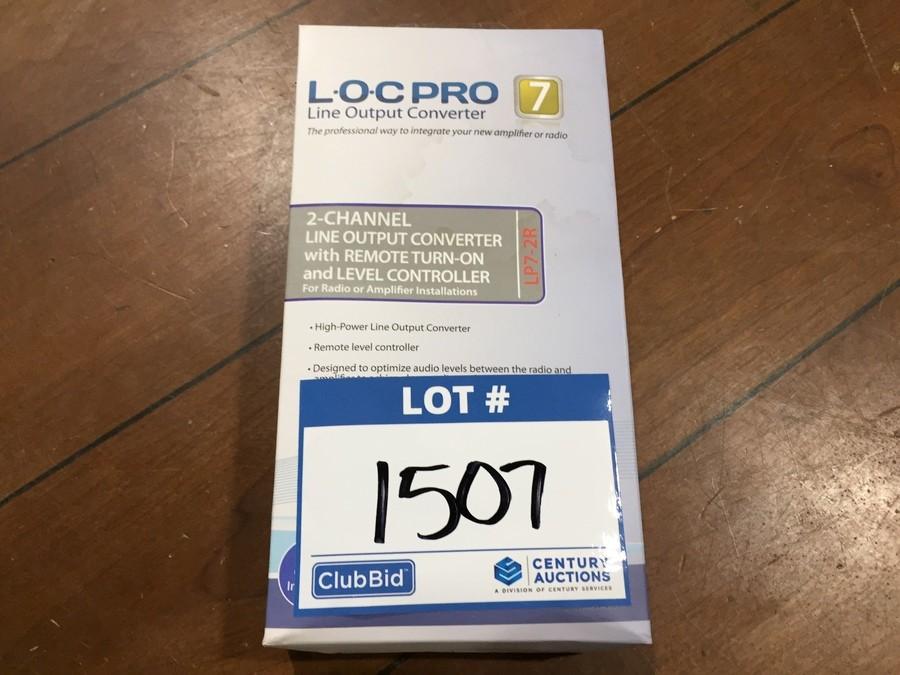 L·O·C PRO 7
Line Output Converter
The professional way to integrate your new amplifier or radio
2-CHANNEL
LINE OUTPUT CONVERTER
with REMOTE TURN-ON
and LEVEL CONTROLLER
For Radio or Amplifier Installations
LP7-2R
• High-Power Line Output Converter
• Remote level controller
• Designed to optimize audio levels between the radio and
LOT #
1507
ClubBid™
CENTURY
AUCTIONS
A DIVISION OF CENTURY SERVICES